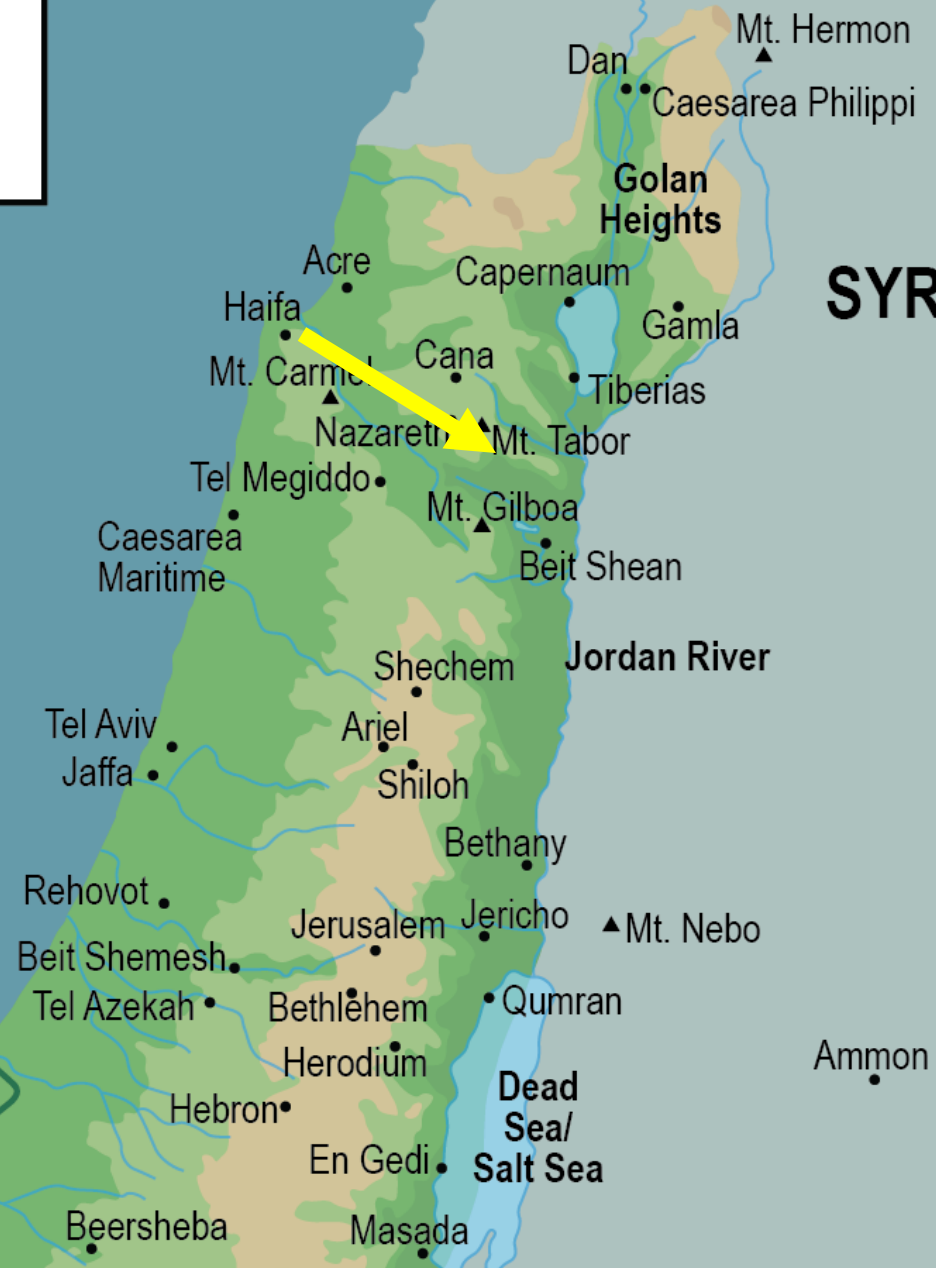 Mt. Hermon
Dan
Caesarea Philippi
Golan
Heights
Acre
Capernaum
SYR
Haifa
Gamla
Cana
Mt. Carmel
Tiberias
Nazareth
Mt. Tabor
Tel Megiddo
Mt. Gilboa
Caesarea
Maritime
Beit Shean
Jordan River
Shechem
Tel Aviv
Ariel
Jaffa
Shiloh
Bethany
Rehovot
Jerusalem
Jericho
Mt. Nebo
Beit Shemesh
Tel Azekah
Bethlehem
Qumran
Herodium
Ammon
Dead
Sea/
Salt Sea
Hebron
En Gedi
Beersheba
Masada